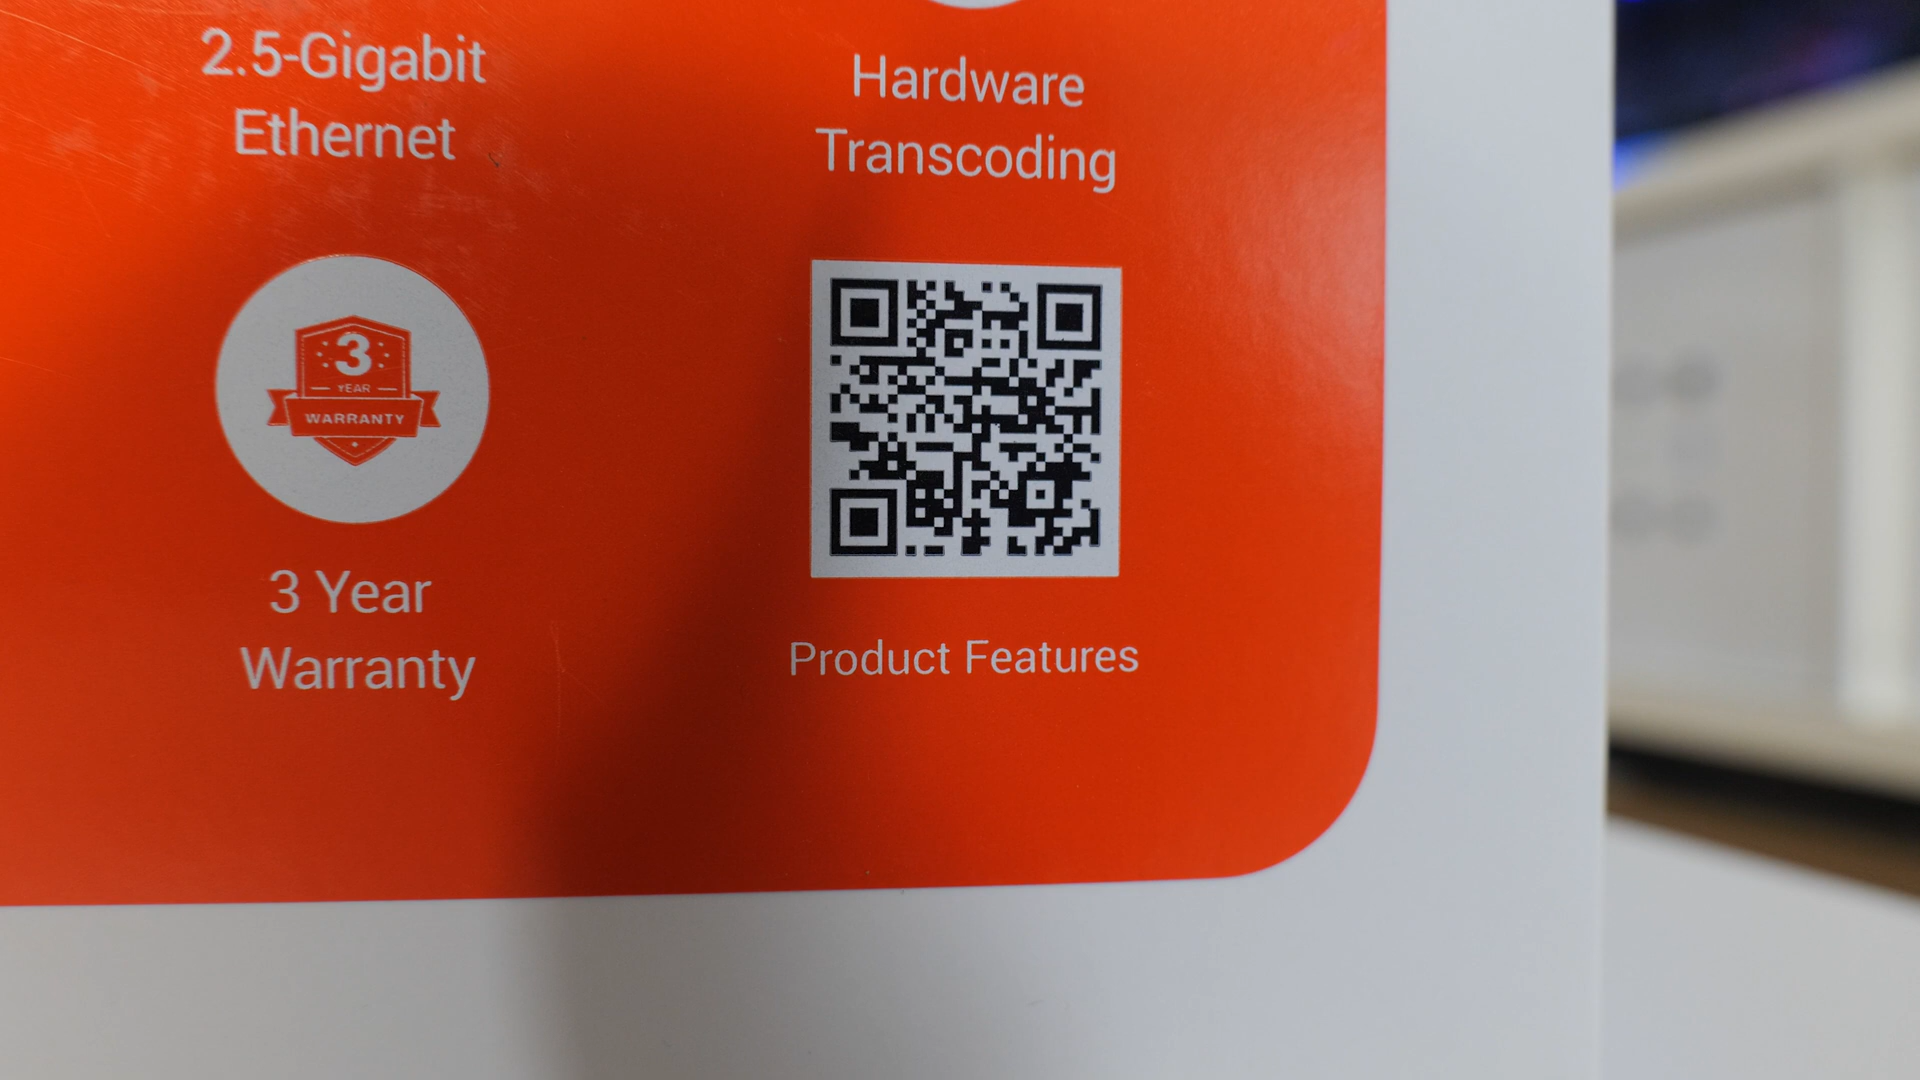 2.5-Gigabit
Ethernet
Hardware
Transcoding
3
YEAR
WARRANTY
3 Year
Warranty
Product Features